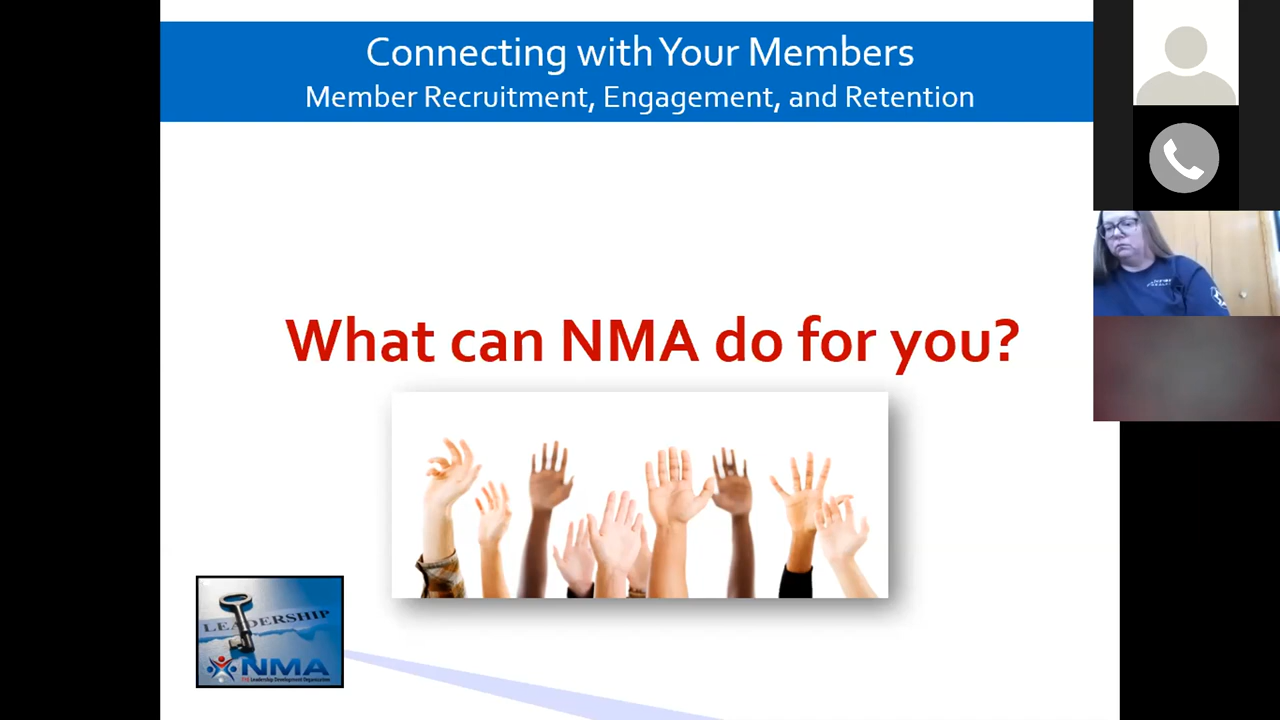 Connecting with Your Members
Member Recruitment, Engagement, and Retention
What can NMA do for you?
LEADERSHIP
NMA
THE Leadership Development Organization